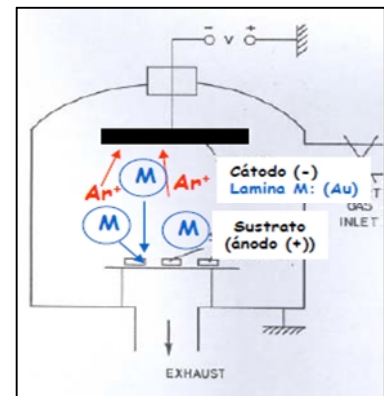 - +
V
M
Ar⁺
Ar⁺
M
M
Cátodo (-)
Lamina M: (Au)
Sustrato
(ánodo (+))
GAS
INLET
EXHAUST